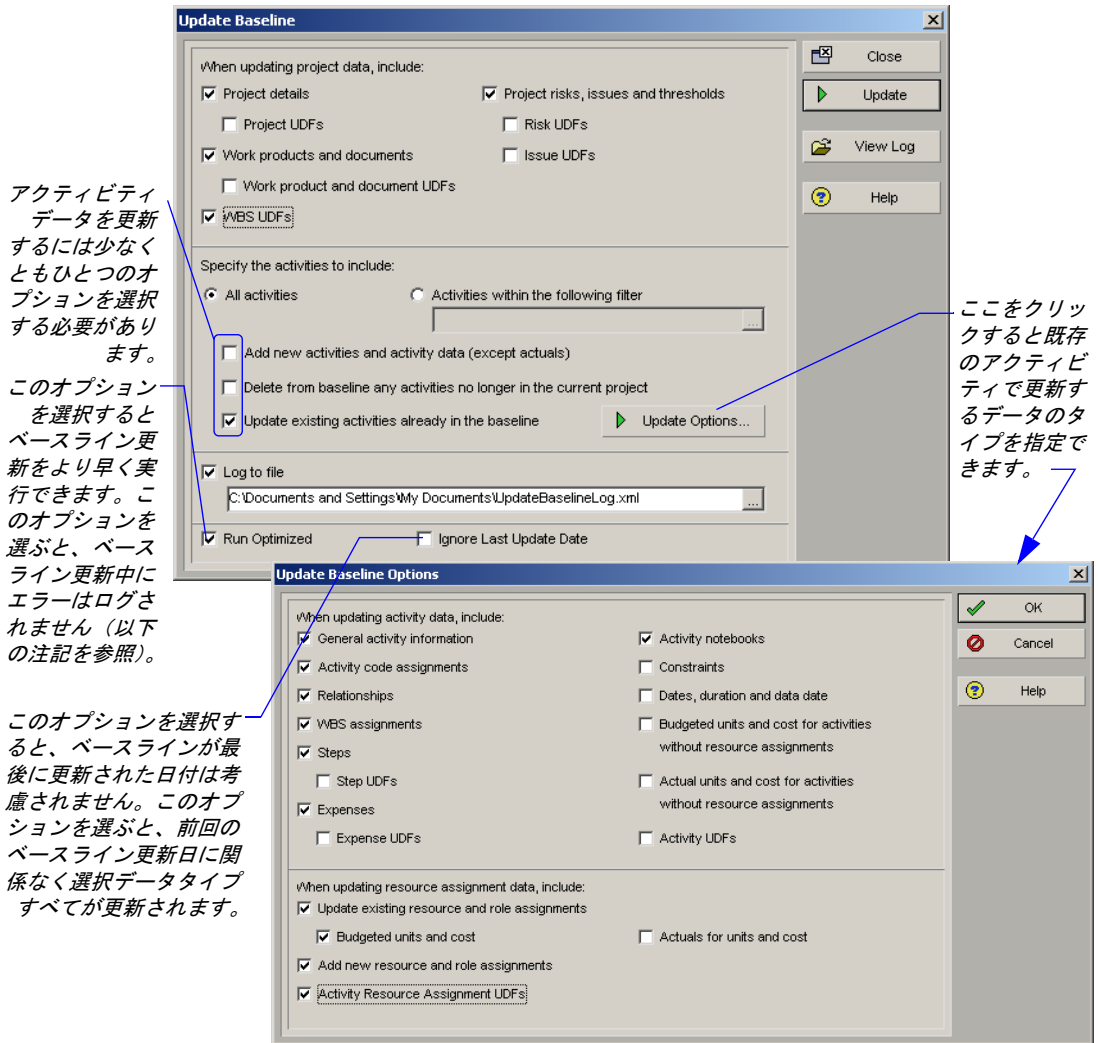 Update Baseline
When updating project data, include:
Project details
Project risks, issues and thresholds
Project UDFs
Risk UDFs
Work products and documents
Issue UDFs
Work product and document UDFs
WBS UDFs
Close
Update
View Log
Help
Specify the activities to include:
All activities
Activities within the following filter
...
Add new activities and activity data (except actuals)
Delete from baseline any activities no longer in the current project
Update existing activities already in the baseline
Update Options...
Log to file
C:\Documents and Settings\My Documents\UpdateBaselineLog.xml
...
Run Optimized
Ignore Last Update Date
アクティビティ
データを更新
するには少なく
ともひとつのオ
プションを選択
する必要があり
ます。
このオプション
を選択すると
ベースライン更
新をより早く実
行できます。こ
のオプションを
選ぶと、ベース
ライン更新中に
エラーはログさ
れません（以下
の注記を参照）。
このオプションを選択す
ると、ベースラインが最
後に更新された日付は考
慮されません。このオプ
ションを選ぶと、前回の
ベースライン更新日に関
係なく選択データタイプ
すべてが更新されます。
ここをクリッ
クすると既存
のアクティビ
ティで更新す
るデータのタ
イプを指定で
きます。
Update Baseline Options
When updating activity data, include:
General activity information
Activity notebooks
Activity code assignments
Constraints
Relationships
Dates, duration and data date
WBS assignments
Budgeted units and cost for activities
without resource assignments
Steps
Step UDFs
Actual units and cost for activities
without resource assignments
Expenses
Expense UDFs
Activity UDFs
When updating resource assignment data, include:
Update existing resource and role assignments
Budgeted units and cost
Actuals for units and cost
Add new resource and role assignments
Activity Resource Assignment UDFs
OK
Cancel
Help